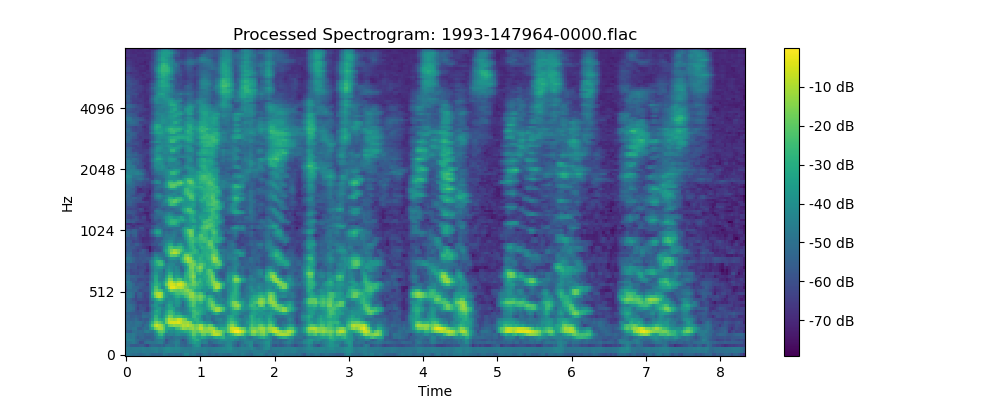 Processed Spectrogram: 1993-147964-0000.flac
Hz
4096
2048
1024
512
0
0 1 2 3 4 5 6 7 8
Time
-10 dB
-20 dB
-30 dB
-40 dB
-50 dB
-60 dB
-70 dB